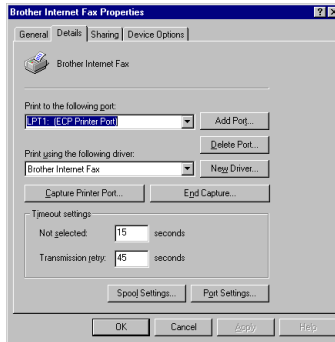 Brother Internet Fax Properties
General Details Sharing Device Options
Brother Internet Fax
Print to the following port:
LPT1: (ECP Printer Port) Add Port...
Delete Port...
Print using the following driver:
Brother Internet Fax New Driver...
Capture Printer Port... End Capture...
Timeout settings
Not selected: 15 seconds
Transmission retry: 45 seconds
Spool Settings... Port Settings...
OK Cancel Apply Help